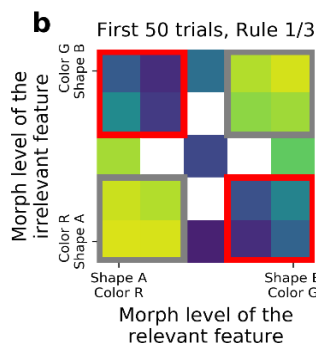 b
First 50 trials, Rule 1/3
Morph level of the
irrelevant feature
Color G
Shape B
Color R
Shape A
Shape A
Color R
Shape
Color G
Morph level of the
relevant feature